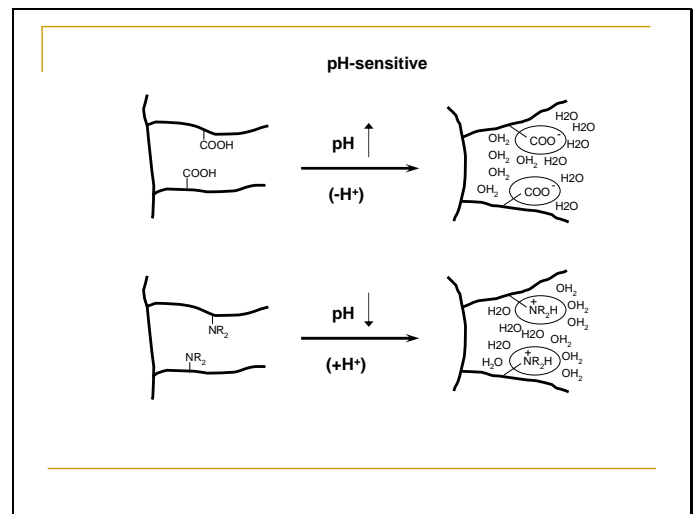 pH-sensitive
COOH
COOH
pH
(-H⁺)
H2O
H2O
OH₂ COO⁻ H2O
OH₂ OH₂ H2O
OH₂
OH₂ COO⁻ H2O
H2O
NR₂
NR₂
pH
(+H⁺)
OH₂
H2O +NR₂H OH₂
OH₂
H2O H2O OH₂
H2O
H₂O +NR₂H OH₂
OH₂